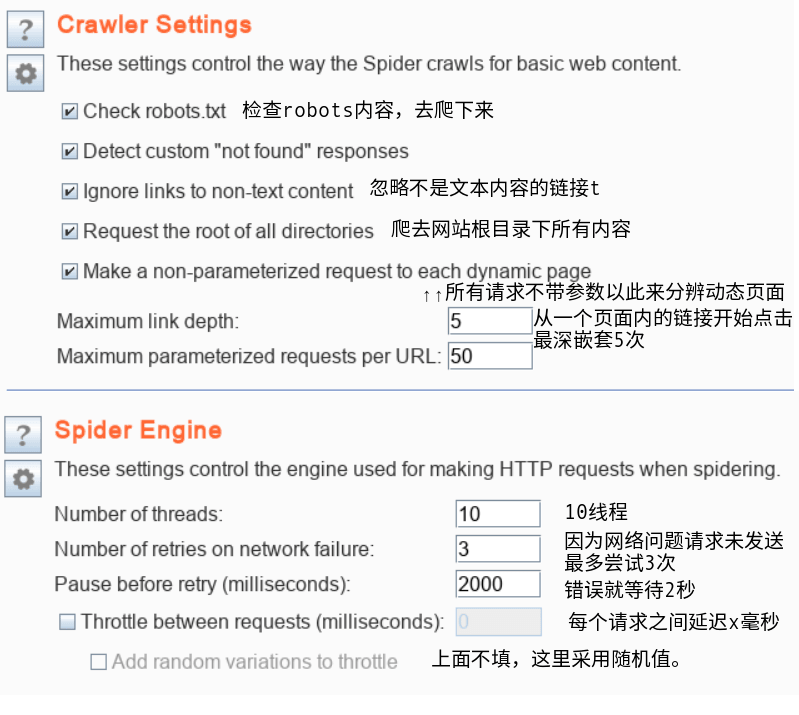 ?
Crawler Settings
These settings control the way the Spider crawls for basic web content.
Check robots.txt 检查robots内容，去爬下来
Detect custom "not found" responses
Ignore links to non-text content 忽略不是文本内容的链接t
Request the root of all directories 爬去网站根目录下所有内容
Make a non-parameterized request to each dynamic page
↑↑所有请求不带参数以此来分辨动态页面
Maximum link depth: 5 从一个页面内的链接开始点击
最深嵌套5次
Maximum parameterized requests per URL: 50
?
Spider Engine
These settings control the engine used for making HTTP requests when spidering.
Number of threads: 10 10线程
Number of retries on network failure: 3 因为网络问题请求未发送
最多尝试3次
Pause before retry (milliseconds): 2000 错误就等待2秒
Throttle between requests (milliseconds): 0 每个请求之间延迟x毫秒
Add random variations to throttle 上面不填，这里采用随机值。